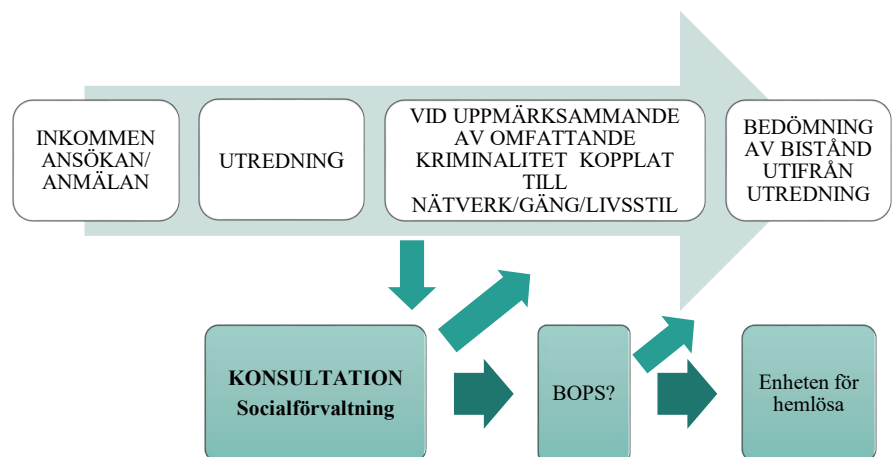 INKOMMEN
ANSÖKAN/
ANMÄLAN
UTREDNING
VID UPPMÄRKSAMMANDE
AV OMFATTANDE
KRIMINALITET KOPPLAT
TILL
NÄTVERK/GÄNG/LIVSSTIL
BEDÖMNING
AV BISTÅND
UTIFRÅN
UTREDNING
KONSULTATION
Socialförvaltning
BOPS?
Enheten för
hemlösa